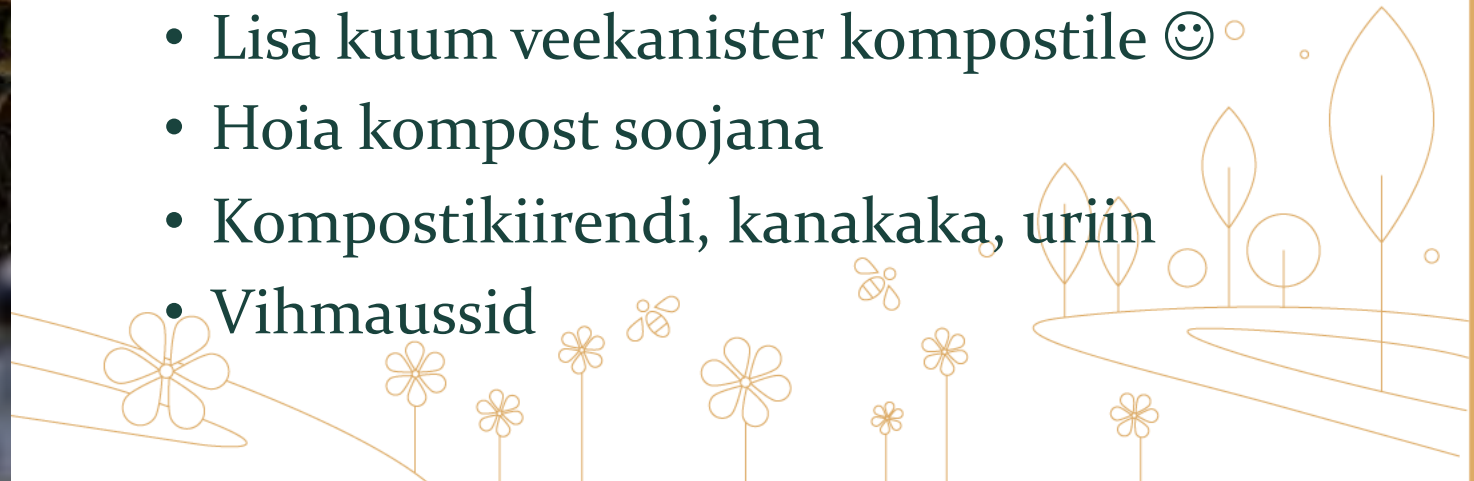 • Lisa kuum veekanister kompostile ☺
• Hoia kompost soojana
• Kompostikiirendi, kanakaka, uriin
• Vihmaussid